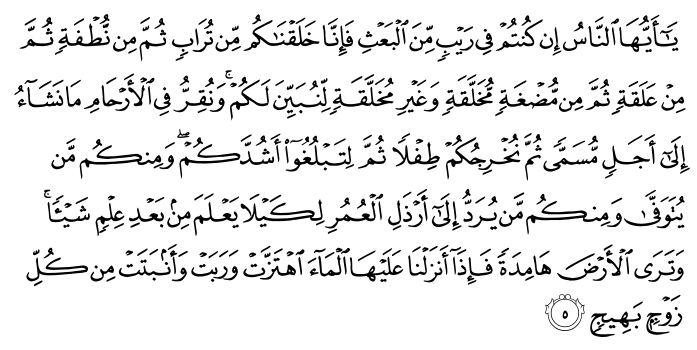 يَٰٓأَيُّهَا ٱلنَّاسُ إِن كُنتُمۡ فِي رَيۡبٖ مِّنَ ٱلۡبَعۡثِ فَإِنَّا خَلَقۡنَٰكُم مِّن تُرَابٖ ثُمَّ مِن نُّطۡفَةٖ ثُمَّ
مِنۡ عَلَقَةٖ ثُمَّ مِن مُّضۡغَةٖ مُّخَلَّقَةٖ وَغَيۡرِ مُخَلَّقَةٖ لِّنُبَيِّنَ لَكُمۡۚ وَنُقِرُّ فِي ٱلۡأَرۡحَامِ مَا نَشَآءُ
إِلَىٰٓ أَجَلٖ مُّسَمّٗى ثُمَّ نُخۡرِجُكُمۡ طِفۡلٗا ثُمَّ لِتَبۡلُغُوٓاْ أَشُدَّكُمۡۖ وَمِنكُم مَّن
يُتَوَفَّىٰ وَمِنكُم مَّن يُرَدُّ إِلَىٰٓ أَرۡذَلِ ٱلۡعُمُرِ لِكَيۡلَا يَعۡلَمَ مِنۢ بَعۡدِ عِلۡمٖ شَيۡـٔٗاۚ
وَتَرَى ٱلۡأَرۡضَ هَامِدَةٗ فَإِذَآ أَنزَلۡنَا عَلَيۡهَا ٱلۡمَآءَ ٱهۡتَزَّتۡ وَرَبَتۡ وَأَنۢبَتَتۡ مِن كُلِّ
زَوۡجِۭ بَهِيجٖ ٥